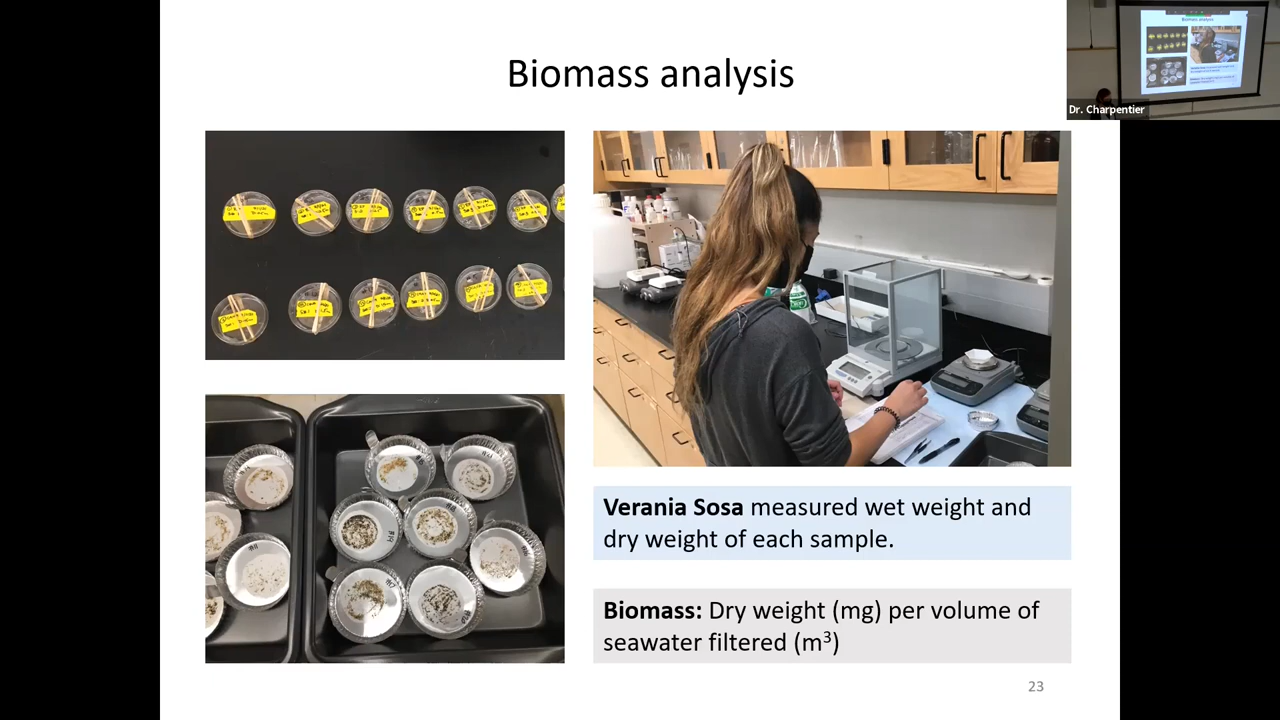 Biomass analysis
Dr. Charpentier
Verania Sosa measured wet weight and
dry weight of each sample.
Biomass: Dry weight (mg) per volume of
seawater filtered (m³)
23